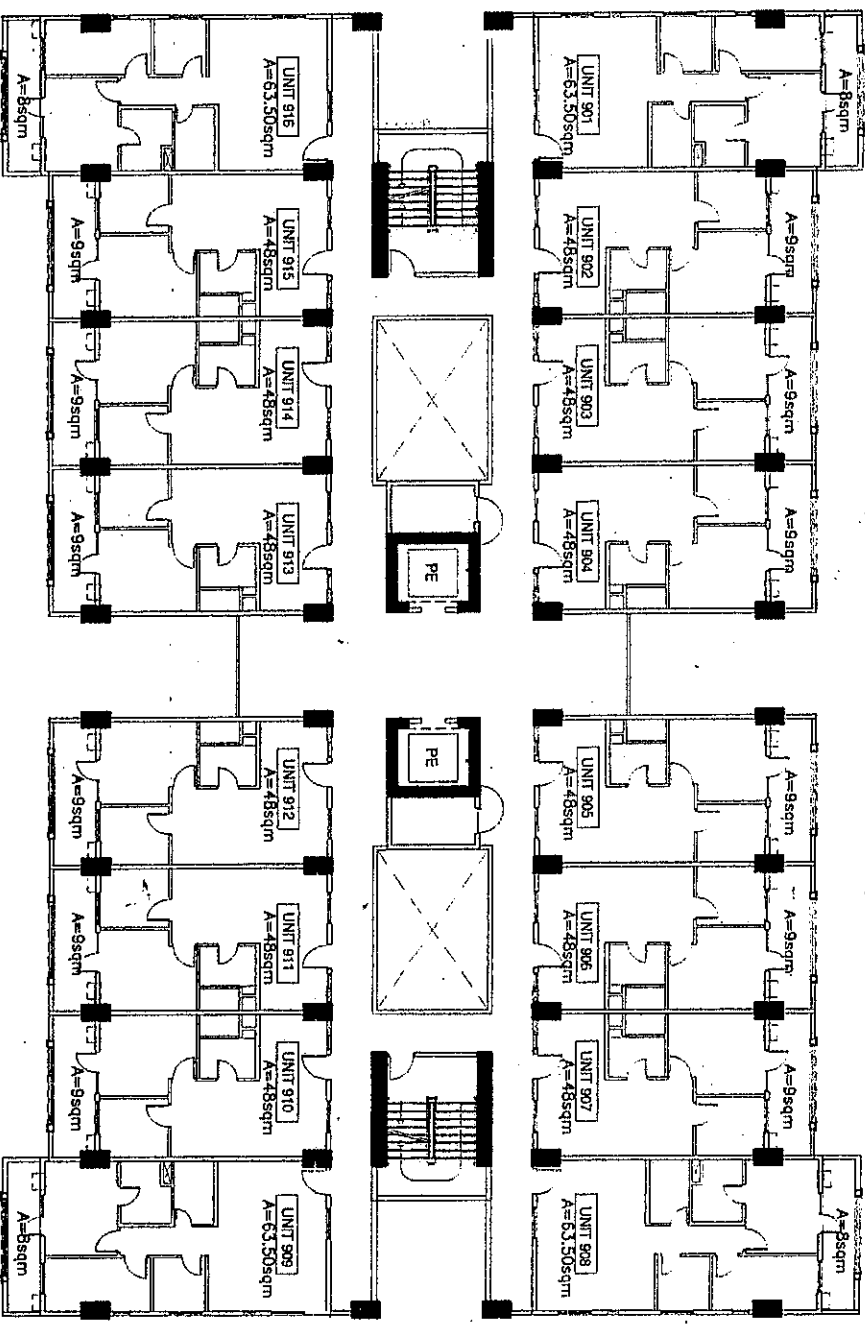 A=8sqm
UNIT 916
A=63.50sqm
UNIT 901
A=63.50sqm
A=8sqm
A=9sqm
UNIT 915
A=48sqm
UNIT 902
A=48sqm
A=9sqm
A=9sqm
UNIT 914
A=48sqm
UNIT 903
A=48sqm
A=9sqm
A=9sqm
UNIT 913
A=48sqm
PE
UNIT 904
A=48sqm
A=9sqm
A=9sqm
UNIT 912
A=48sqm
PE
UNIT 905
A=48sqm
A=9sqm
A=9sqm
UNIT 911
A=48sqm
UNIT 906
A=48sqm
A=9sqm
A=9sqm
UNIT 910
A=48sqm
UNIT 907
A=48sqm
A=9sqm
A=8sqm
UNIT 909
A=63.50sqm
UNIT 908
A=63.50sqm
A=8sqm